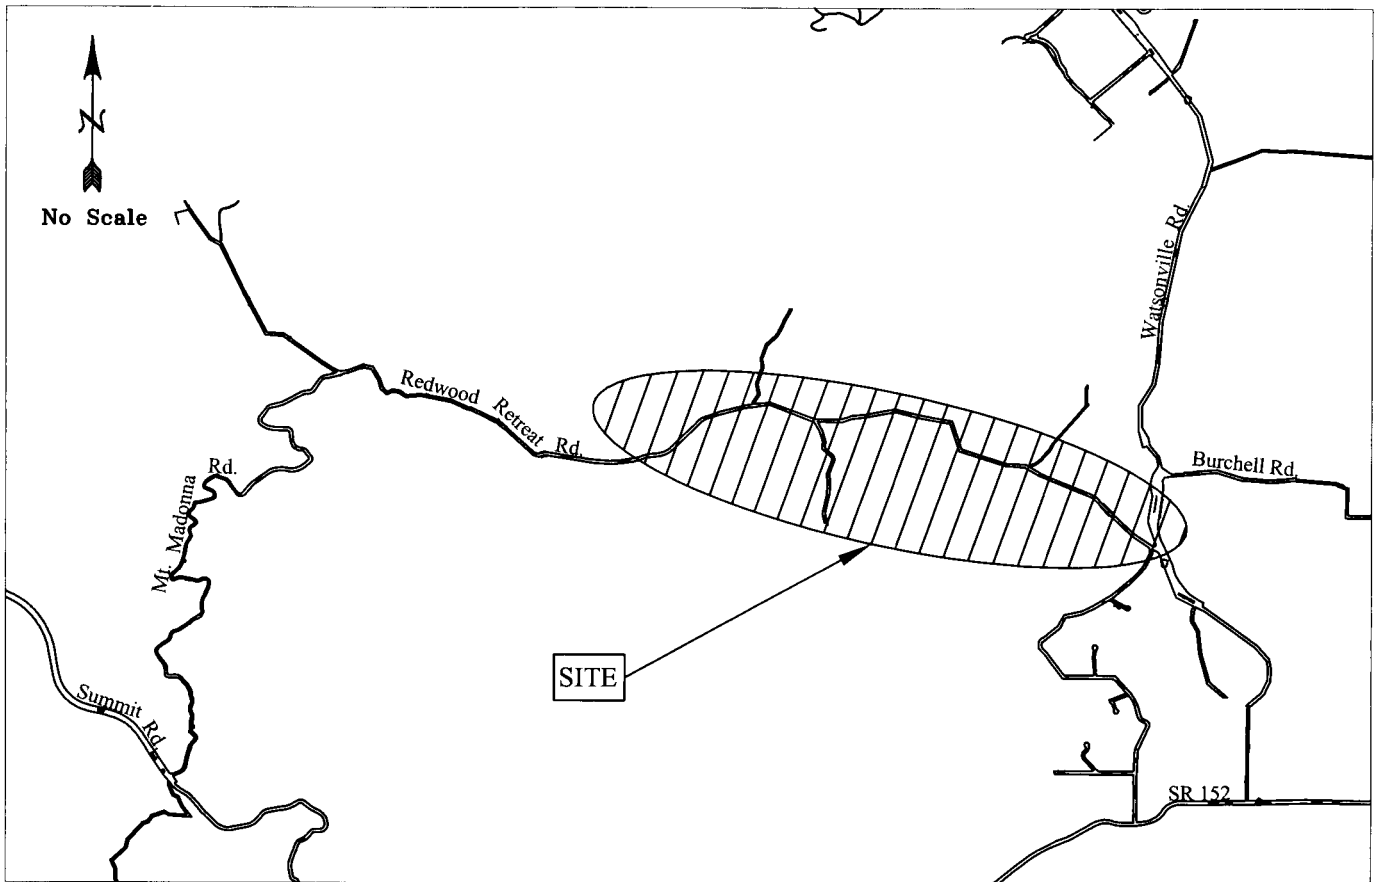 N
No Scale
Watsonville Rd.
Redwood Retreat Rd.
Burchell Rd.
Mt. Madonna Rd.
SITE
Summit Rd.
SR 152